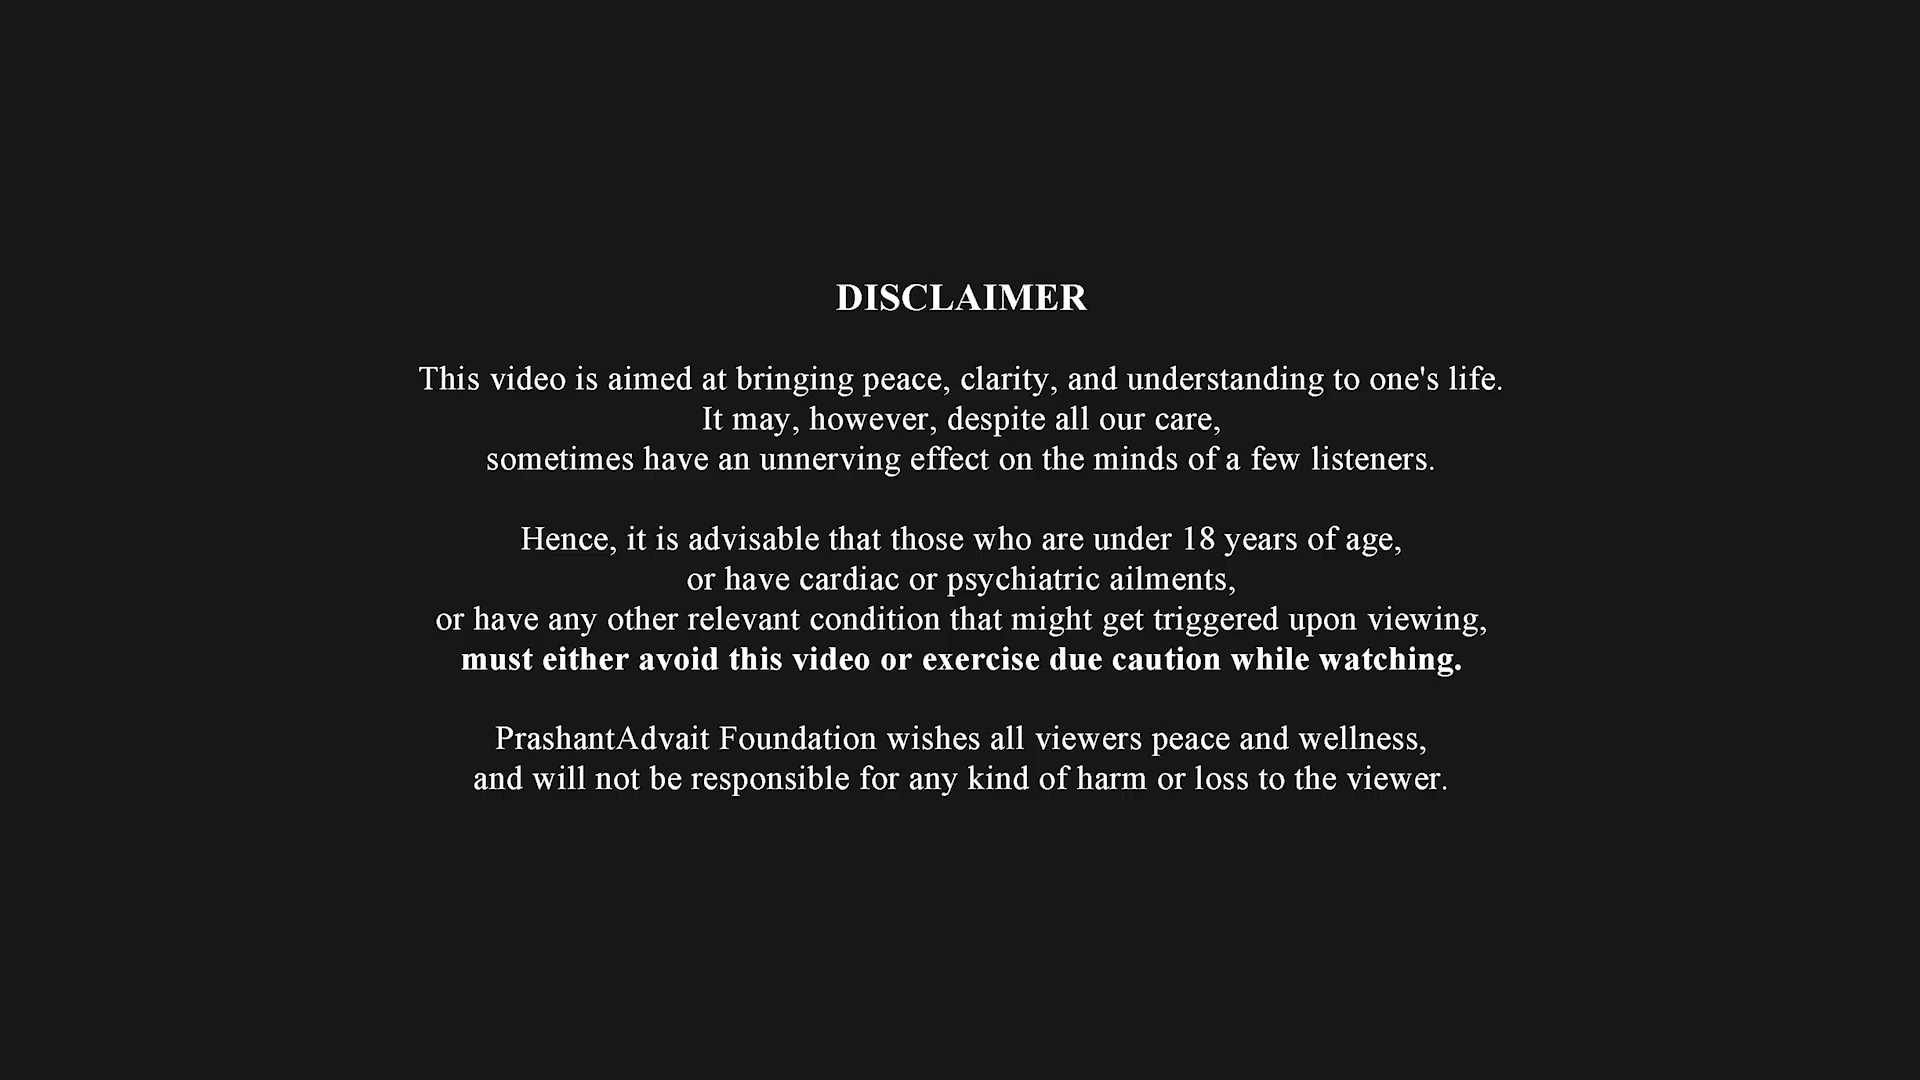 DISCLAIMER
This video is aimed at bringing peace, clarity, and understanding to one's life.
It may, however, despite all our care,
sometimes have an unnerving effect on the minds of a few listeners.
Hence, it is advisable that those who are under 18 years of age,
or have cardiac or psychiatric ailments,
or have any other relevant condition that might get triggered upon viewing,
must either avoid this video or exercise due caution while watching.
PrashantAdvait Foundation wishes all viewers peace and wellness,
and will not be responsible for any kind of harm or loss to the viewer.